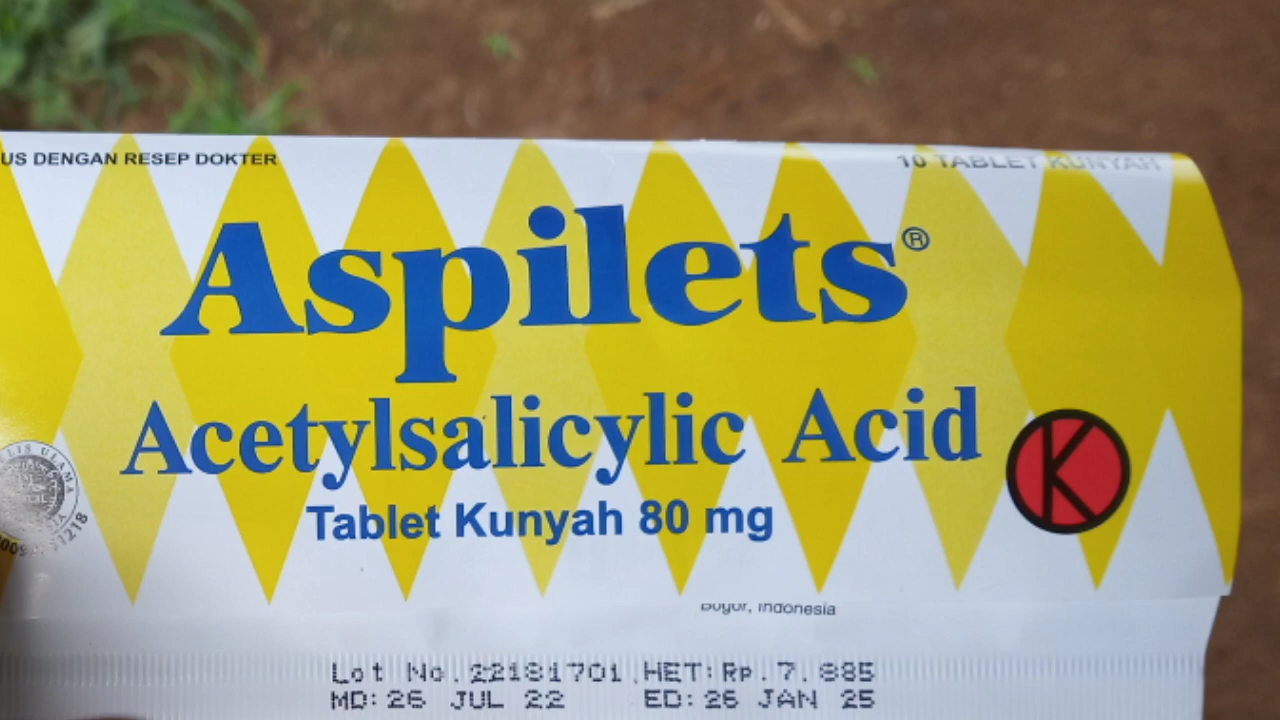 US DENGAN RESEP DOKTER
10 TABLET KUNYAH
Aspilets®
Acetylsalicylic Acid
Tablet Kunyah 80 mg
K
ULAMA
Bogor, Indonesia
Lot No.22181701 HET:Rp.7.885
MD:26 JUL 22 ED:26 JAN 25